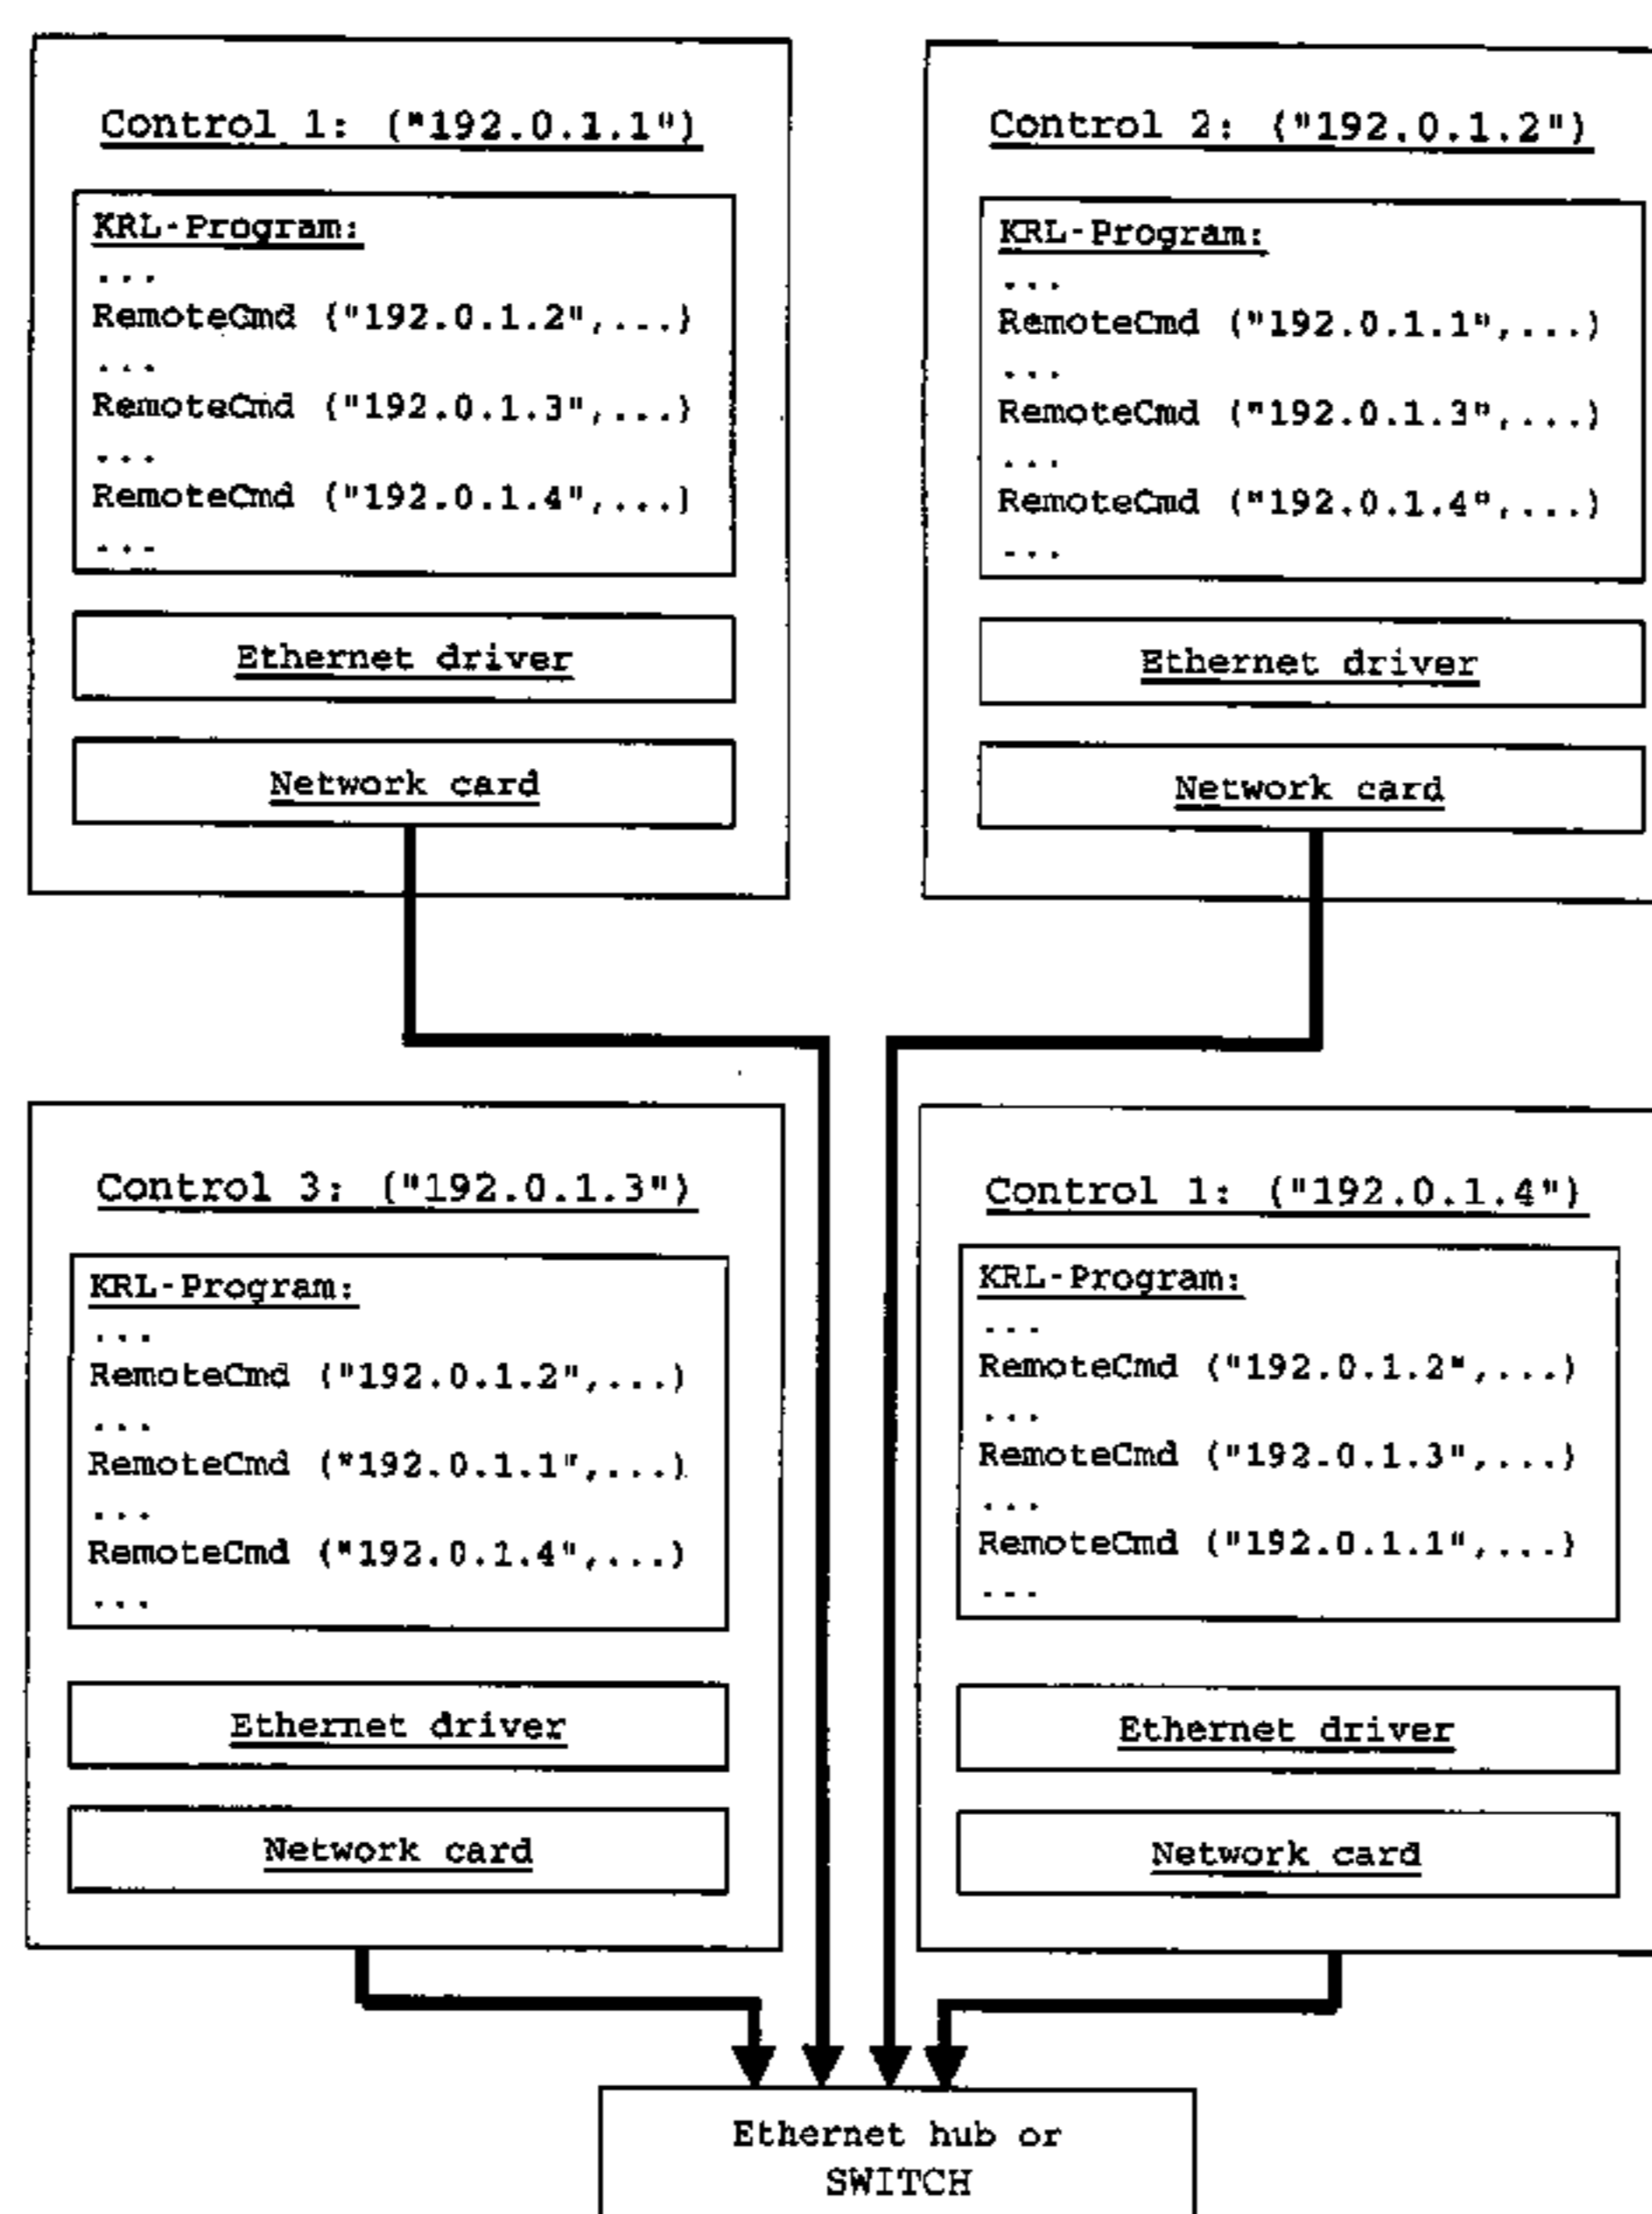 Control 1: ("192.0.1.1")
KRL-Program:
...
RemoteCmd ("192.0.1.2",...)
...
RemoteCmd ("192.0.1.3",...)
...
RemoteCmd ("192.0.1.4",...)
...
Ethernet driver
Network card
Control 2: ("192.0.1.2")
KRL-Program:
...
RemoteCmd ("192.0.1.1",...)
...
RemoteCmd ("192.0.1.3",...)
...
RemoteCmd ("192.0.1.4",...)
...
Ethernet driver
Network card
Control 3: ("192.0.1.3")
KRL-Program:
...
RemoteCmd ("192.0.1.2",...)
...
RemoteCmd ("192.0.1.1",...)
...
RemoteCmd ("192.0.1.4",...)
...
Ethernet driver
Network card
Control 1: ("192.0.1.4")
KRL-Program:
...
RemoteCmd ("192.0.1.2",...)
...
RemoteCmd ("192.0.1.3",...)
...
RemoteCmd ("192.0.1.1",...)
...
Ethernet driver
Network card
Ethernet hub or
SWITCH